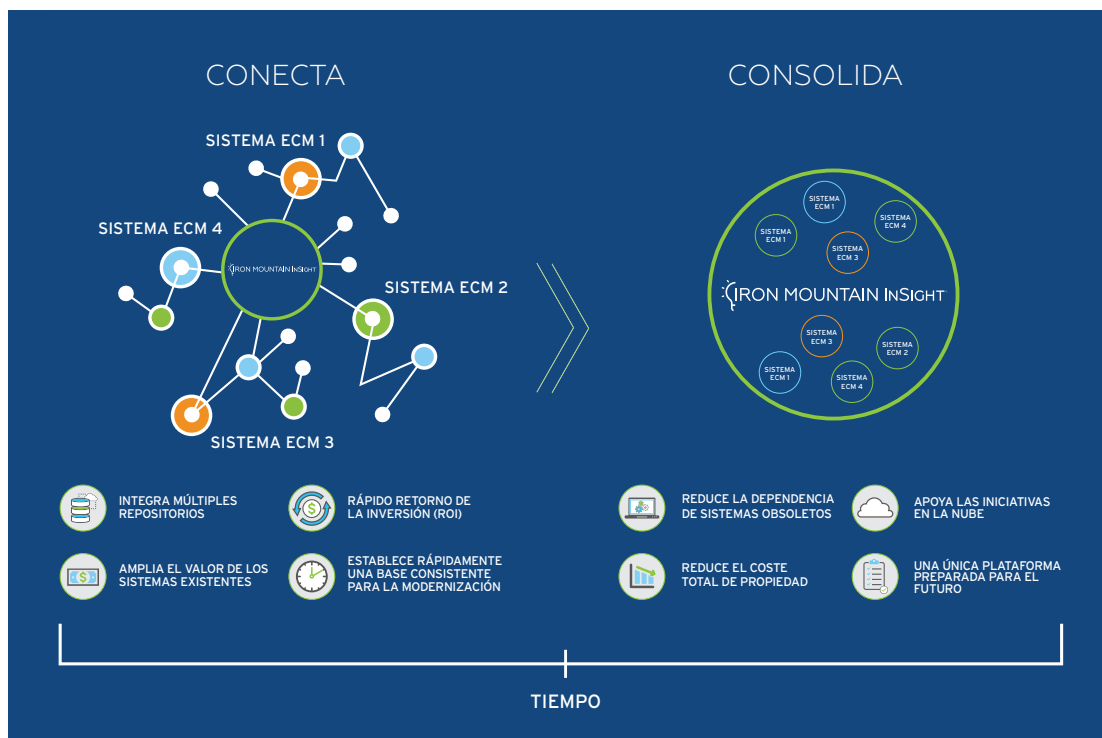 CONECTA
SISTEMA ECM 1
SISTEMA ECM 4
IRON MOUNTAIN INSIGHT
SISTEMA ECM 2
SISTEMA ECM 3
INTEGRA MÚLTIPLES
REPOSITORIOS
RÁPIDO RETORNO DE
LA INVERSIÓN (ROI)
AMPLIA EL VALOR DE LOS
SISTEMAS EXISTENTES
ESTABLECE RÁPIDAMENTE
UNA BASE CONSISTENTE
PARA LA MODERNIZACIÓN
CONSOLIDA
SISTEMA
ECM 1
SISTEMA
ECM 4
SISTEMA
ECM 1
SISTEMA
ECM 3
IRON MOUNTAIN INSIGHT
SISTEMA
ECM 3
SISTEMA
ECM 2
SISTEMA
ECM 1
SISTEMA
ECM 4
REDUCE LA DEPENDENCIA
DE SISTEMAS OBSOLETOS
APOYA LAS INICIATIVAS
EN LA NUBE
REDUCE EL COSTE
TOTAL DE PROPIEDAD
UNA ÚNICA PLATAFORMA
PREPARADA PARA EL
FUTURO
TIEMPO